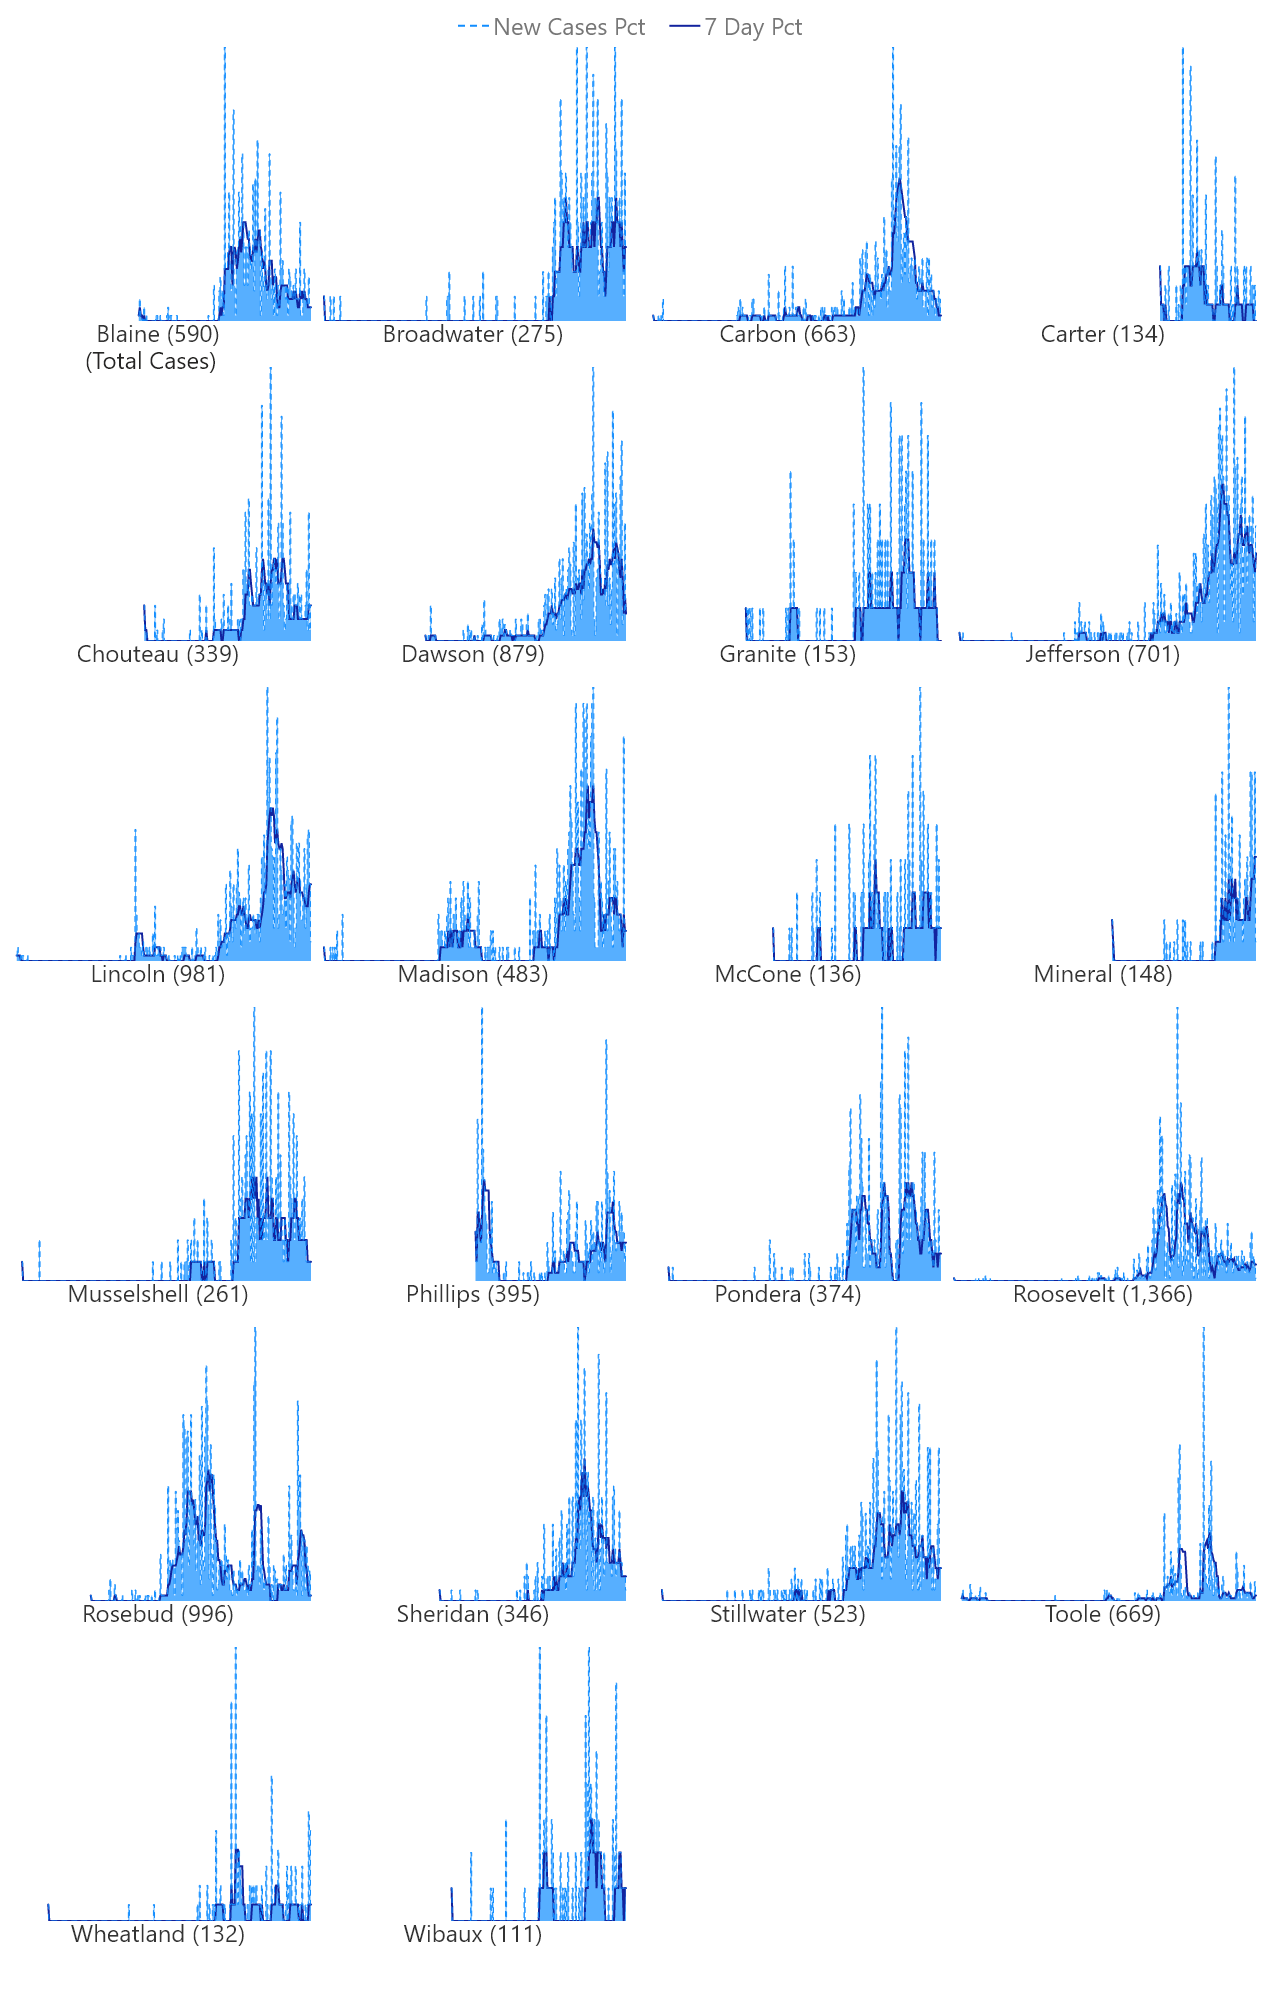 New Cases Pct 7 Day Pct
Blaine (590) Broadwater (275) Carbon (663) Carter (134)
(Total Cases)
Chouteau (339) Dawson (879) Granite (153) Jefferson (701)
Lincoln (981) Madison (483) McCone (136) Mineral (148)
Musselshell (261) Phillips (395) Pondera (374) Roosevelt (1,366)
Rosebud (996) Sheridan (346) Stillwater (523) Toole (669)
Wheatland (132) Wibaux (111)